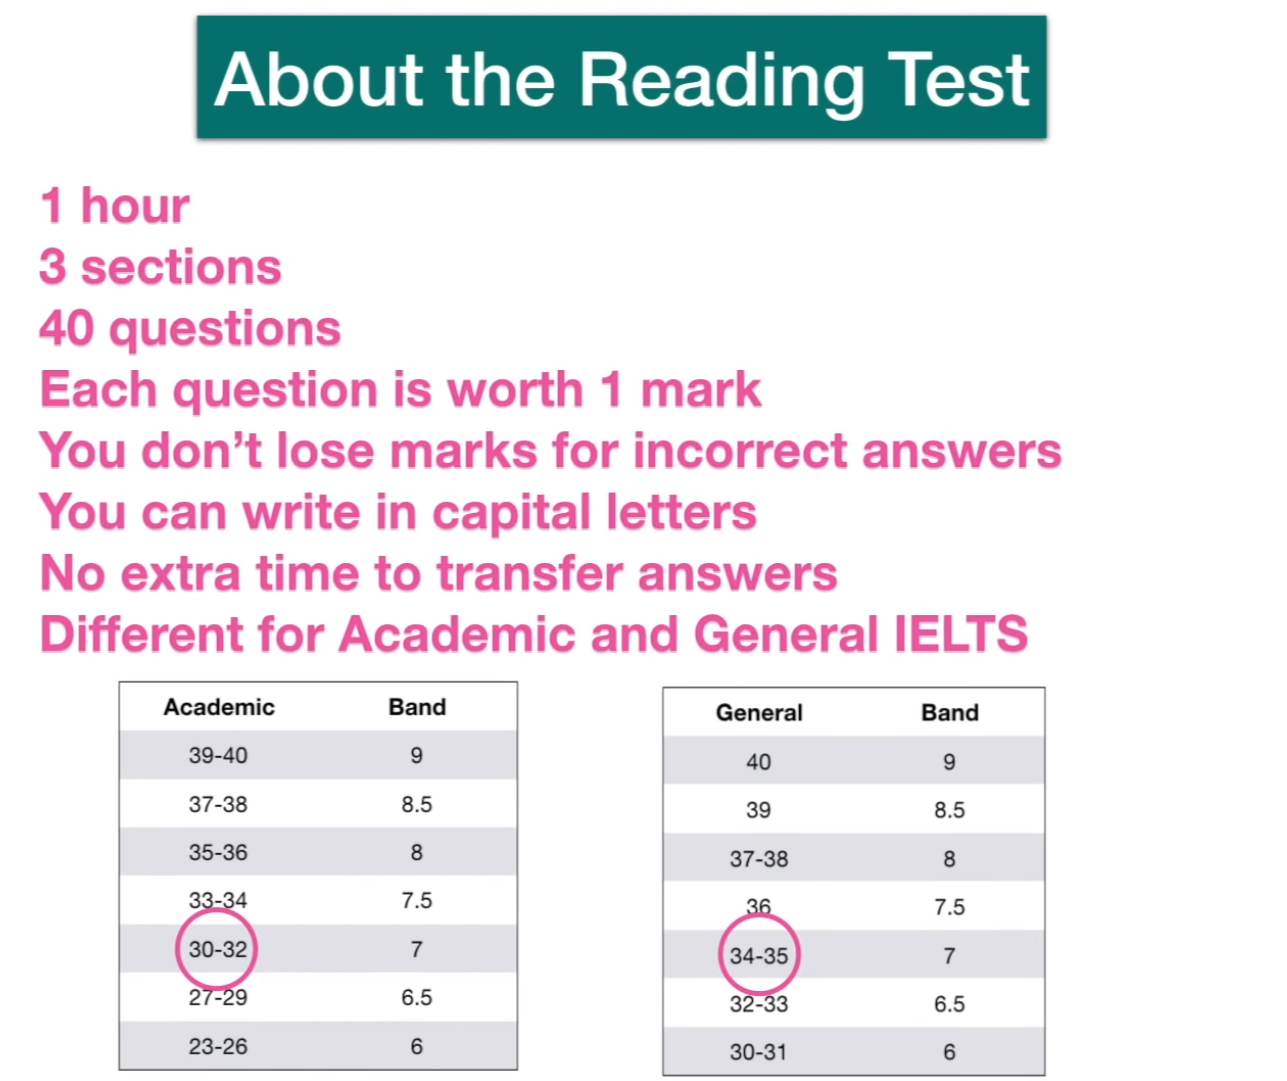 About the Reading Test
1 hour
3 sections
40 questions
Each question is worth 1 mark
You don’t lose marks for incorrect answers
You can write in capital letters
No extra time to transfer answers
Different for Academic and General IELTS
Academic Band
39-40 9
37-38 8.5
35-36 8
33-34 7.5
30-32 7
27-29 6.5
23-26 6
General Band
40 9
39 8.5
37-38 8
36 7.5
34-35 7
32-33 6.5
30-31 6